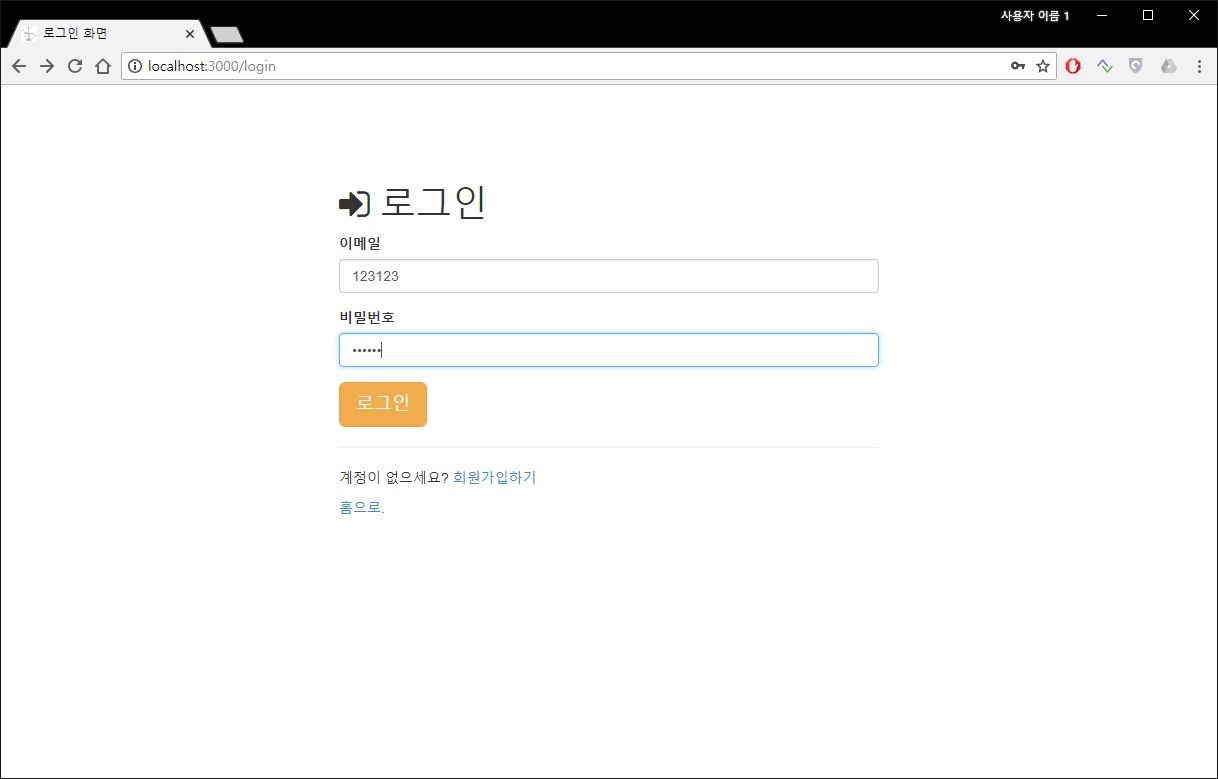 사용자 이름 1
로그인 화면
localhost:3000/login
로그인
이메일
123123
비밀번호
••••••
로그인
계정이 없으세요? 회원가입하기
홈으로.